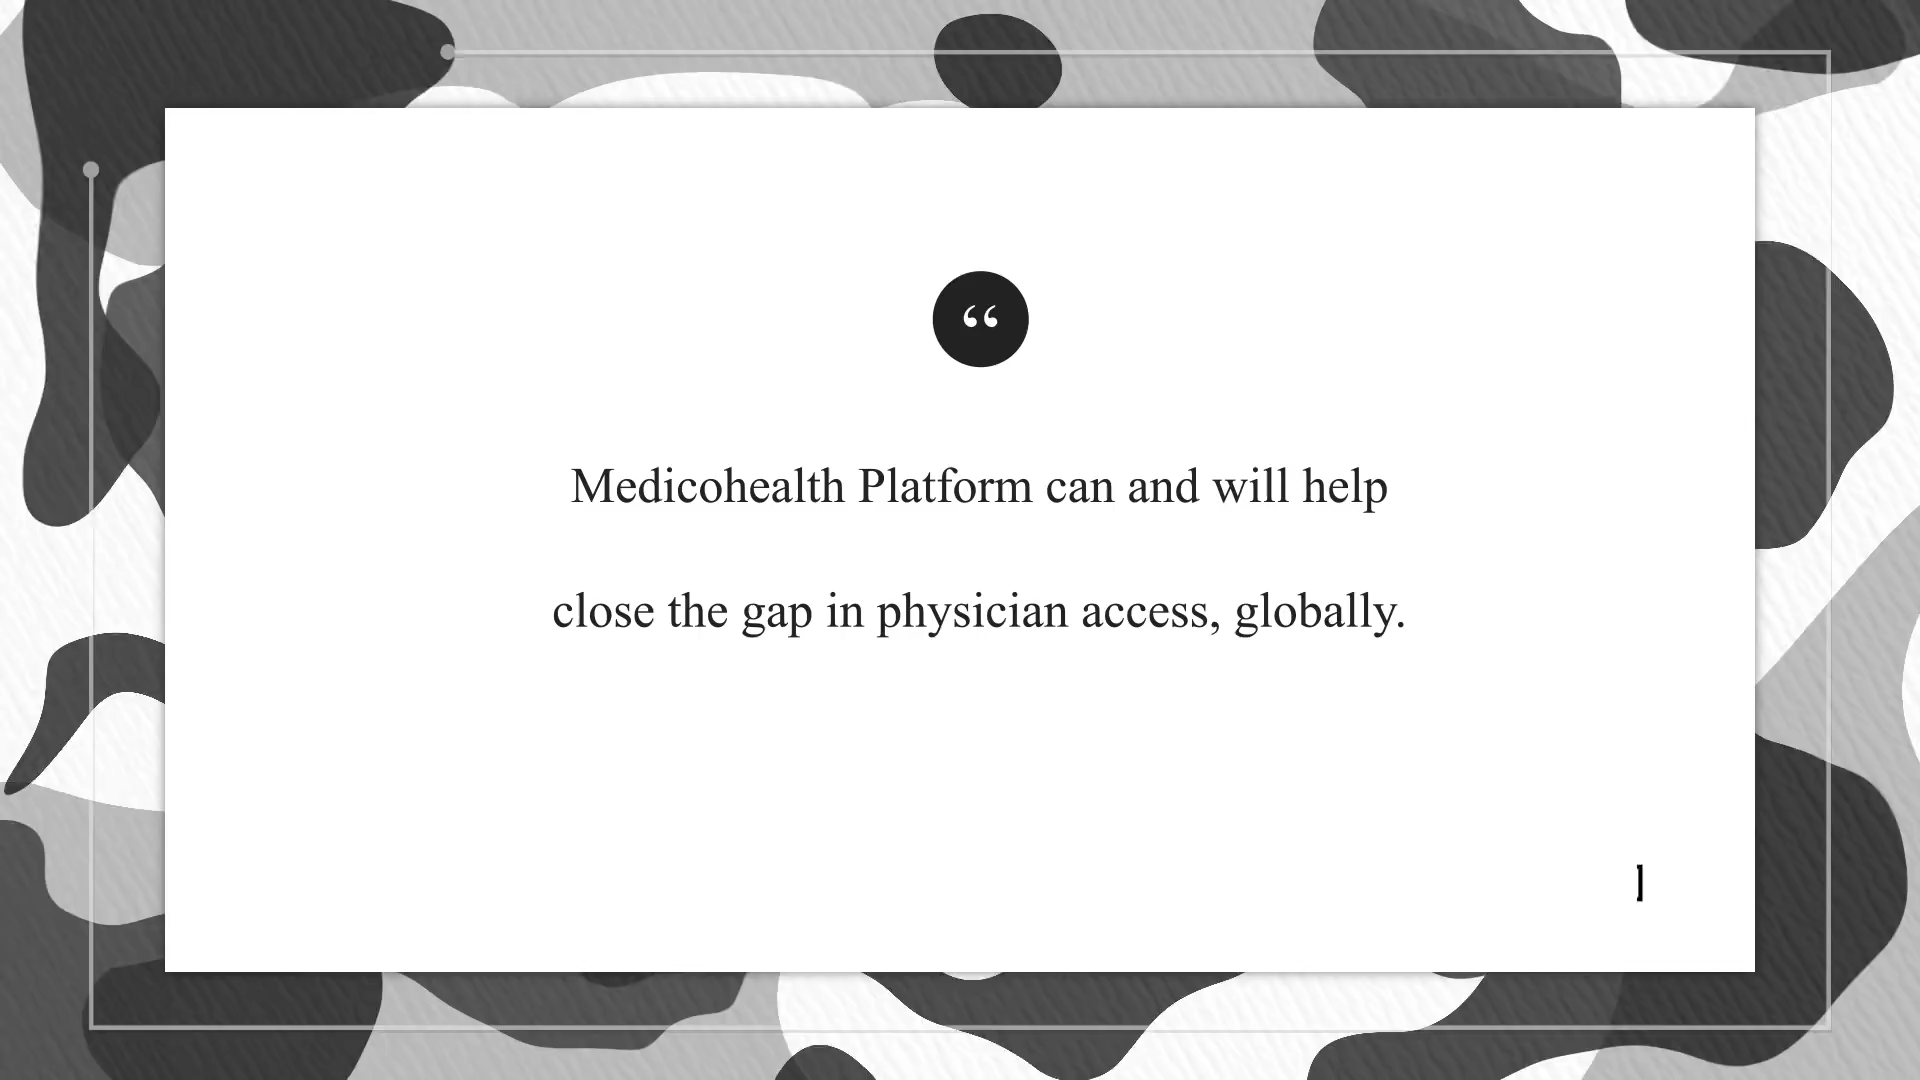 “
Medicohealth Platform can and will help
close the gap in physician access, globally.